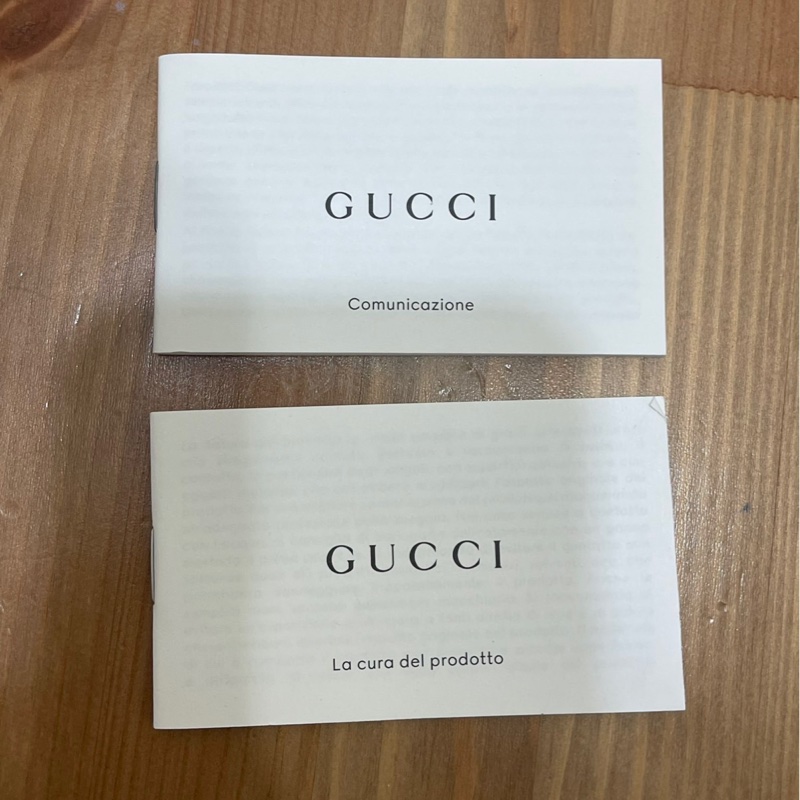 GUCCI
Comunicazione
GUCCI
La cura del prodotto